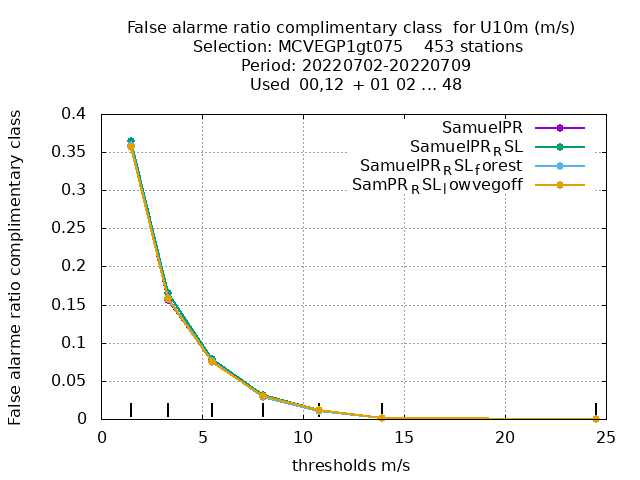 False alarme ratio complimentary class  for U10m (m/s)
Selection: MCVEGP1gt075    453 stations
Period: 20220702-20220709
Used  00,12  + 01 02 ... 48
False alarme ratio complimentary class
0.4
0.35
0.3
0.25
0.2
0.15
0.1
0.05
0
SamuelPR
SamuelPR_RSL
SamuelPR_RSL_forest
SamPR_RSL_lowvegoff
0 5 10 15 20 25
thresholds m/s